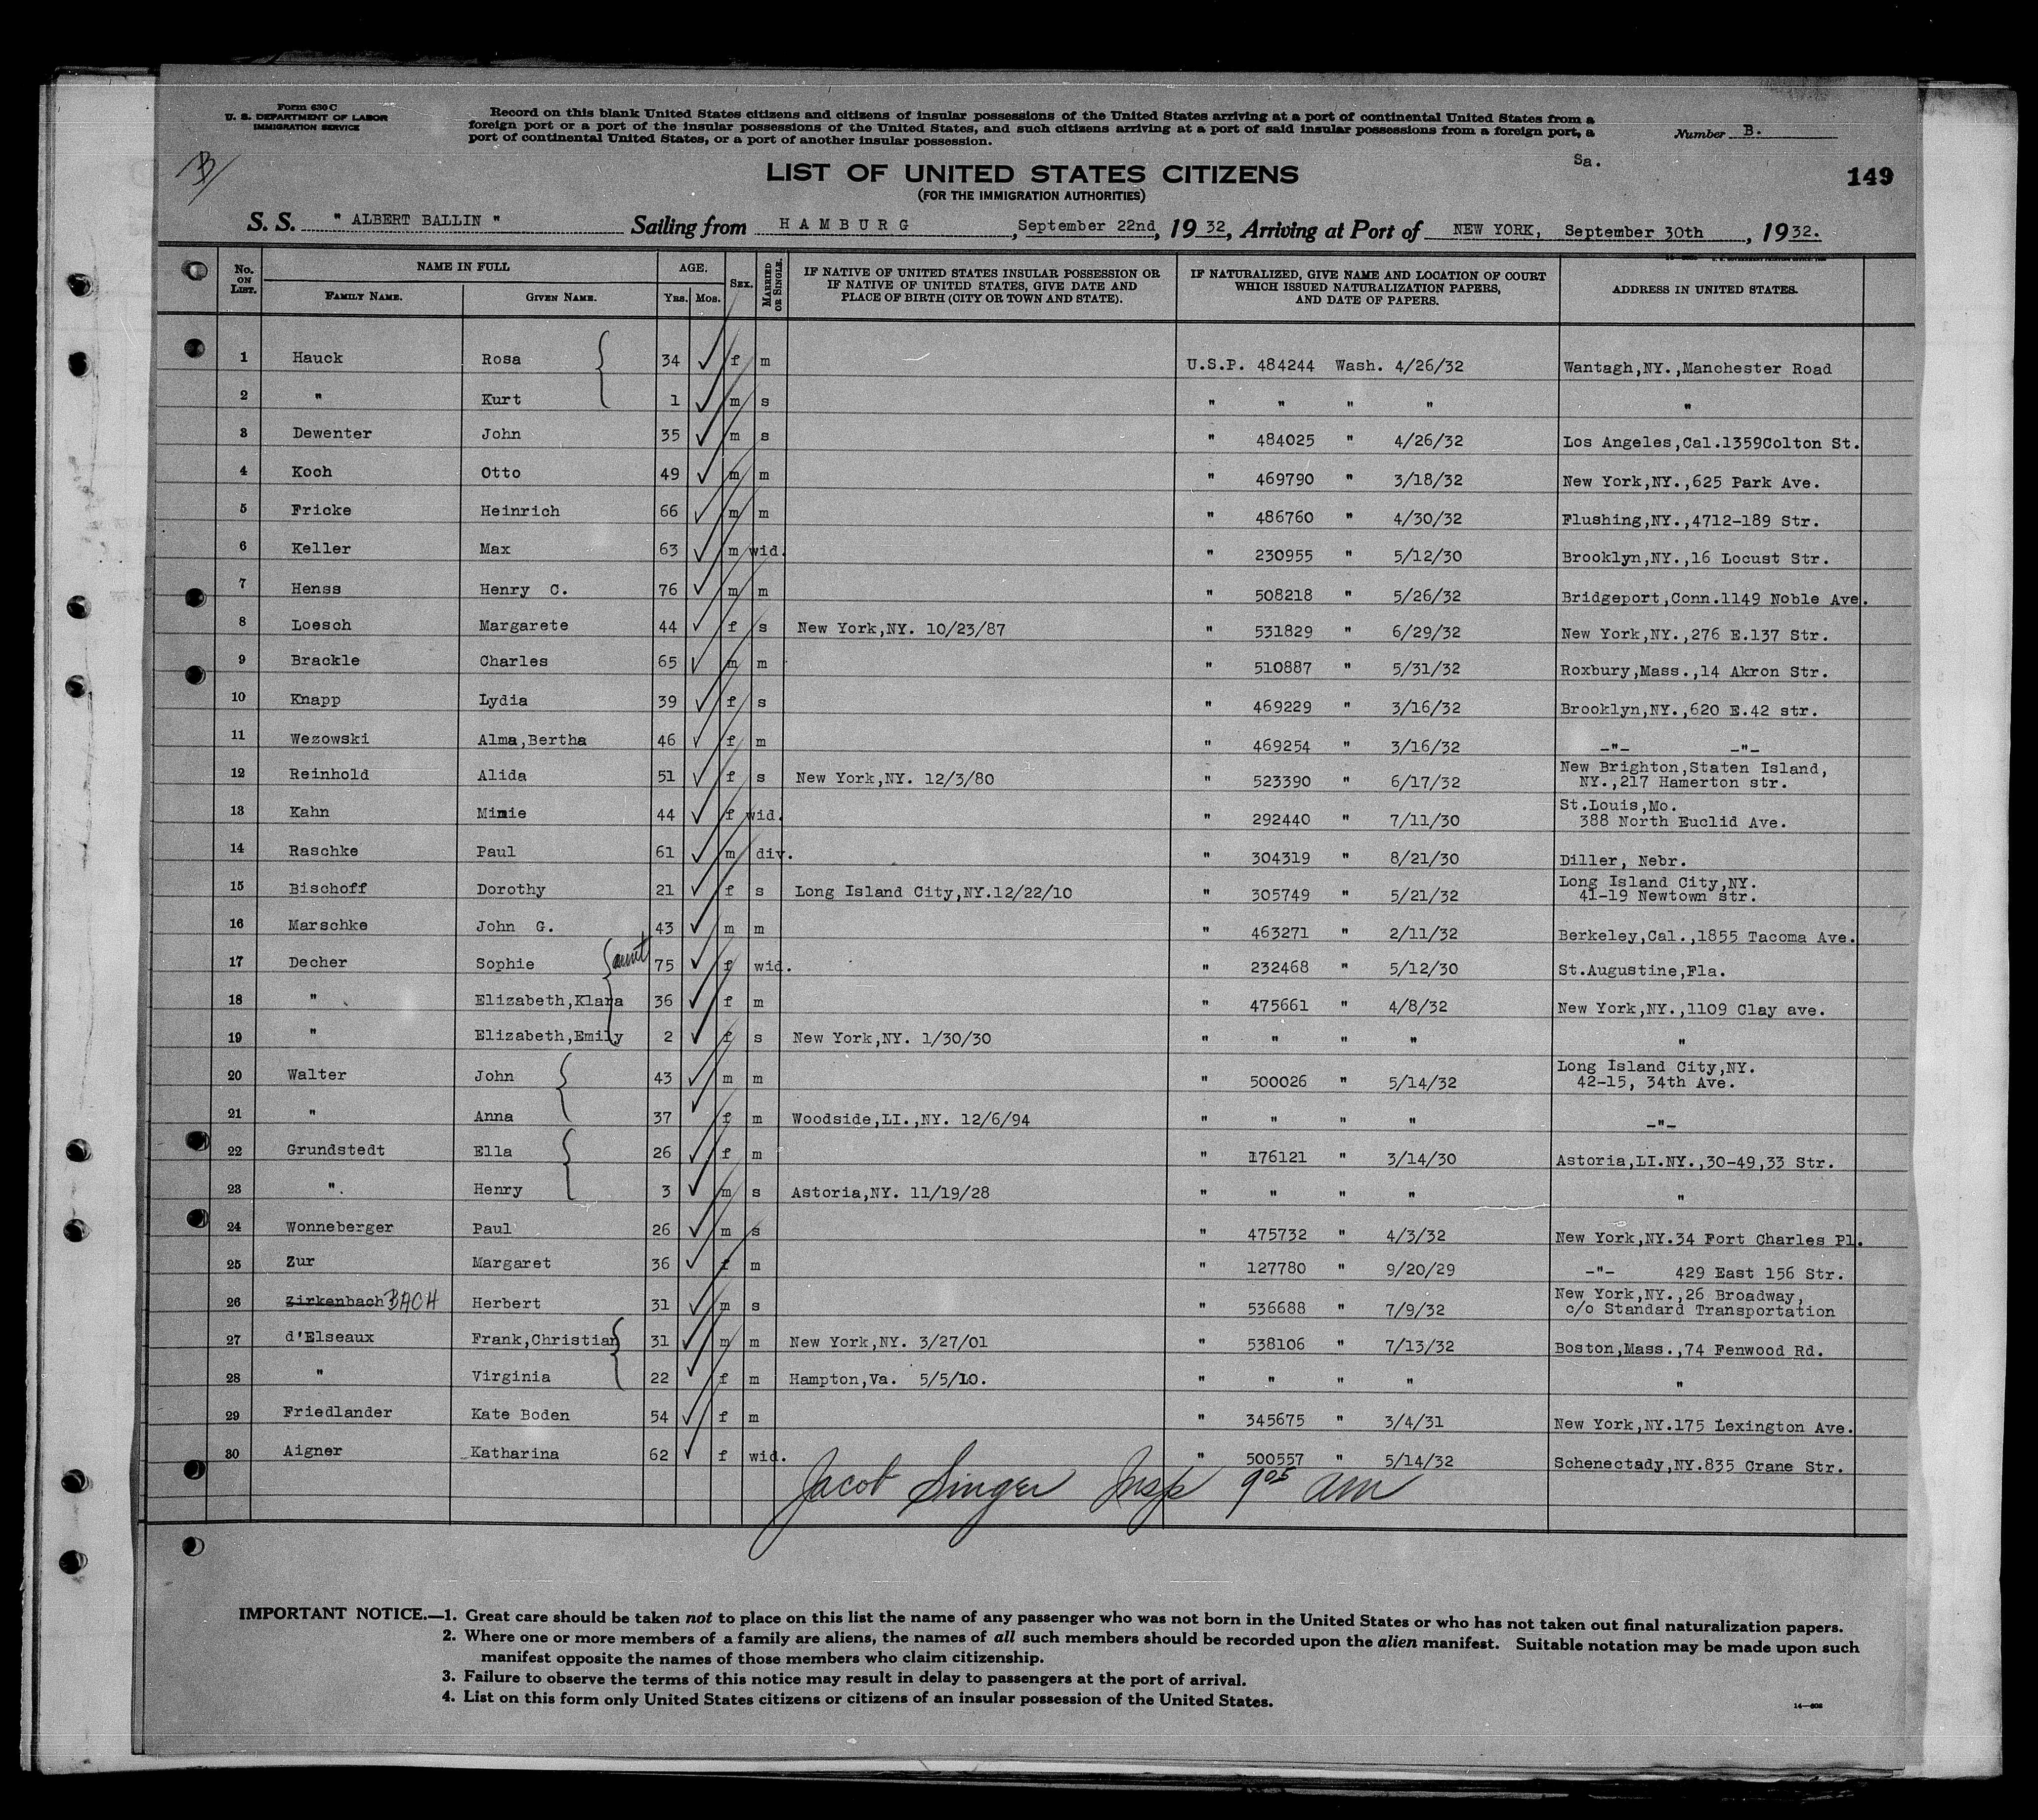 Form 630 C
U. S. DEPARTMENT OF LABOR
IMMIGRATION SERVICE
Record on this blank United States citizens and citizens of insular possessions of the United States arriving at a port of continental United States from a
foreign port or a port of the insular possessions of the United States, and such citizens arriving at a port of said insular possessions from a foreign port, a
port of continental United States, or a port of another insular possession.
Number B.
Sa.
B
149
LIST OF UNITED STATES CITIZENS
(FOR THE IMMIGRATION AUTHORITIES)
S. S. " ALBERT BALLIN " Sailing from HAMBURG, September 22nd, 1932, Arriving at Port of NEW YORK, September 30th, 1932.
No. ON LIST. NAME IN FULL FAMILY NAME. GIVEN NAME. AGE. Yrs. Mos. SEX. MARRIED OR SINGLE. IF NATIVE OF UNITED STATES INSULAR POSSESSION OR IF NATIVE OF UNITED STATES, GIVE DATE AND PLACE OF BIRTH (CITY OR TOWN AND STATE). IF NATURALIZED, GIVE NAME AND LOCATION OF COURT WHICH ISSUED NATURALIZATION PAPERS, AND DATE OF PAPERS. ADDRESS IN UNITED STATES.
1 Hauck Rosa 34 f m U.S.P. 484244 Wash. 4/26/32 Wantagh,NY.,Manchester Road
2 " Kurt 1 m s " " " " "
3 Dewenter John 35 m s " 484025 " 4/26/32 Los Angeles,Cal.1359Colton St.
4 Koch Otto 49 m m " 469790 " 3/18/32 New York,NY.,625 Park Ave.
5 Fricke Heinrich 66 m m " 486760 " 4/30/32 Flushing,NY.,4712-189 Str.
6 Keller Max 63 m wid. " 230955 " 5/12/30 Brooklyn,NY.,16 Locust Str.
7 Henss Henry C. 76 m m " 508218 " 5/26/32 Bridgeport,Conn.1149 Noble Ave.
8 Loesch Margarete 44 f s New York,NY. 10/23/87 " 531829 " 6/29/32 New York,NY.,276 E.137 Str.
9 Brackle Charles 65 m m " 510887 " 5/31/32 Roxbury,Mass.,14 Akron Str.
10 Knapp Lydia 39 f s " 469229 " 3/16/32 Brooklyn,NY.,620 E.42 str.
11 Wezowski Alma,Bertha 46 f m " 469254 " 3/16/32 -"- -"-
12 Reinhold Alida 51 f s New York,NY. 12/3/80 " 523390 " 6/17/32 New Brighton,Staten Island,
NY.,217 Hamerton str.
13 Kahn Minie 44 f wid. " 292440 " 7/11/30 St.Louis,Mo.
388 North Euclid Ave.
14 Raschke Paul 61 m div. " 304319 " 8/21/30 Diller, Nebr.
15 Bischoff Dorothy 21 f s Long Island City,NY.12/22/10 " 305749 " 5/21/32 Long Island City,NY.
41-19 Newtown str.
16 Marschke John G. 43 m m " 463271 " 2/11/32 Berkeley,Cal.,1855 Tacoma Ave.
17 Decher Sophie aunt 75 f wid. " 232468 " 5/12/30 St.Augustine,Fla.
18 " Elizabeth,Klara 36 f m " 475661 " 4/8/32 New York,NY.,1109 Clay ave.
19 " Elizabeth,Emily 2 f s New York,NY. 1/30/30 " " " " "
20 Walter John 43 m m " 500026 " 5/14/32 Long Island City,NY.
42-15, 34th Ave.
21 " Anna 37 f m Woodside,LI.,NY. 12/6/94 " " " " -"-
22 Grundstedt Ella 26 f m " 176121 " 3/14/30 Astoria,LI.NY.,30-49,33 Str.
23 ". Henry 3 m s Astoria,NY. 11/19/28 " " " " "
24 Wonneberger Paul 26 m s " 475732 " 4/3/32 New York,NY.34 Fort Charles Pl.
25 Zur Margaret 36 f m " 127780 " 9/20/29 -"- 429 East 156 Str.
26 Zirkenbach BACH Herbert 31 m s " 536688 " 7/9/32 New York,NY.,26 Broadway,
c/o Standard Transportation
27 d'Elseaux Frank,Christian 31 m m New York,NY. 3/27/01 " 538106 " 7/13/32 Boston,Mass.,74 Fenwood Rd.
28 " Virginia 22 f m Hampton,Va. 5/5/10. " " " " "
29 Friedlander Kate Boden 54 f m " 345675 " 3/4/31 New York,NY.175 Lexington Ave.
30 Aigner Katharina 62 f wid. " 500557 " 5/14/32 Schenectady,NY.835 Crane Str.
Jacob Singer Insp 9 05 am
IMPORTANT NOTICE.—1. Great care should be taken not to place on this list the name of any passenger who was not born in the United States or who has not taken out final naturalization papers.
2. Where one or more members of a family are aliens, the names of all such members should be recorded upon the alien manifest. Suitable notation may be made upon such
manifest opposite the names of those members who claim citizenship.
3. Failure to observe the terms of this notice may result in delay to passengers at the port of arrival.
4. List on this form only United States citizens or citizens of an insular possession of the United States.
14—608